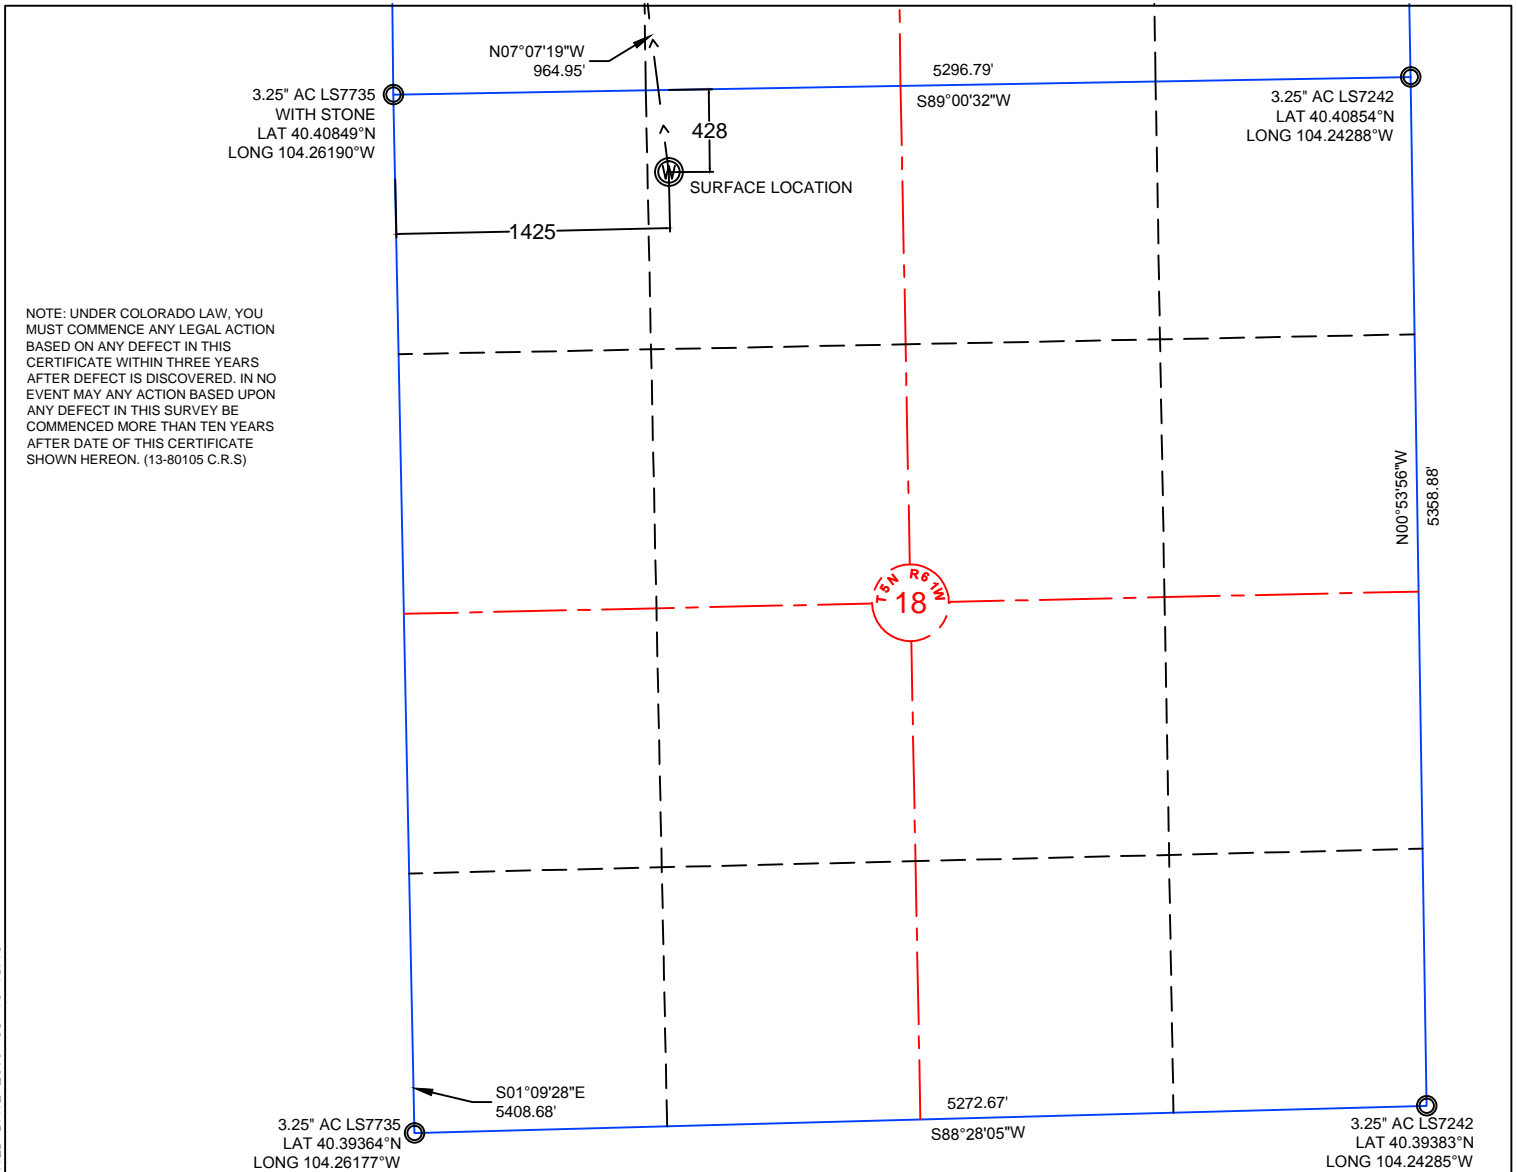 N07°07'19"W
964.95'
5296.79'
S89°00'32"W
3.25" AC LS7735
WITH STONE
LAT 40.40849°N
LONG 104.26190°W
3.25" AC LS7242
LAT 40.40854°N
LONG 104.24288°W
428
W
SURFACE LOCATION
1425
NOTE: UNDER COLORADO LAW, YOU
MUST COMMENCE ANY LEGAL ACTION
BASED ON ANY DEFECT IN THIS
CERTIFICATE WITHIN THREE YEARS
AFTER DEFECT IS DISCOVERED. IN NO
EVENT MAY ANY ACTION BASED UPON
ANY DEFECT IN THIS SURVEY BE
COMMENCED MORE THAN TEN YEARS
AFTER DATE OF THIS CERTIFICATE
SHOWN HEREON. (13-80105 C.R.S)
N00°53'56"W
5358.88'
T5N R61W
18
S01°09'28"E
5408.68'
5272.67'
S88°28'05"W
3.25" AC LS7735
LAT 40.39364°N
LONG 104.26177°W
3.25" AC LS7242
LAT 40.39383°N
LONG 104.24285°W